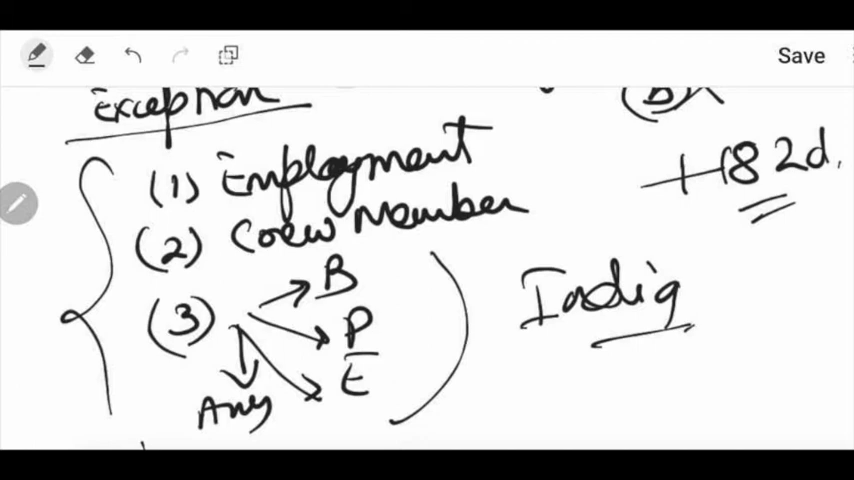 Save
Exception
(b)
(1) Employment
182d.
(2) Crew Member
(3) B
P
E
Any
India